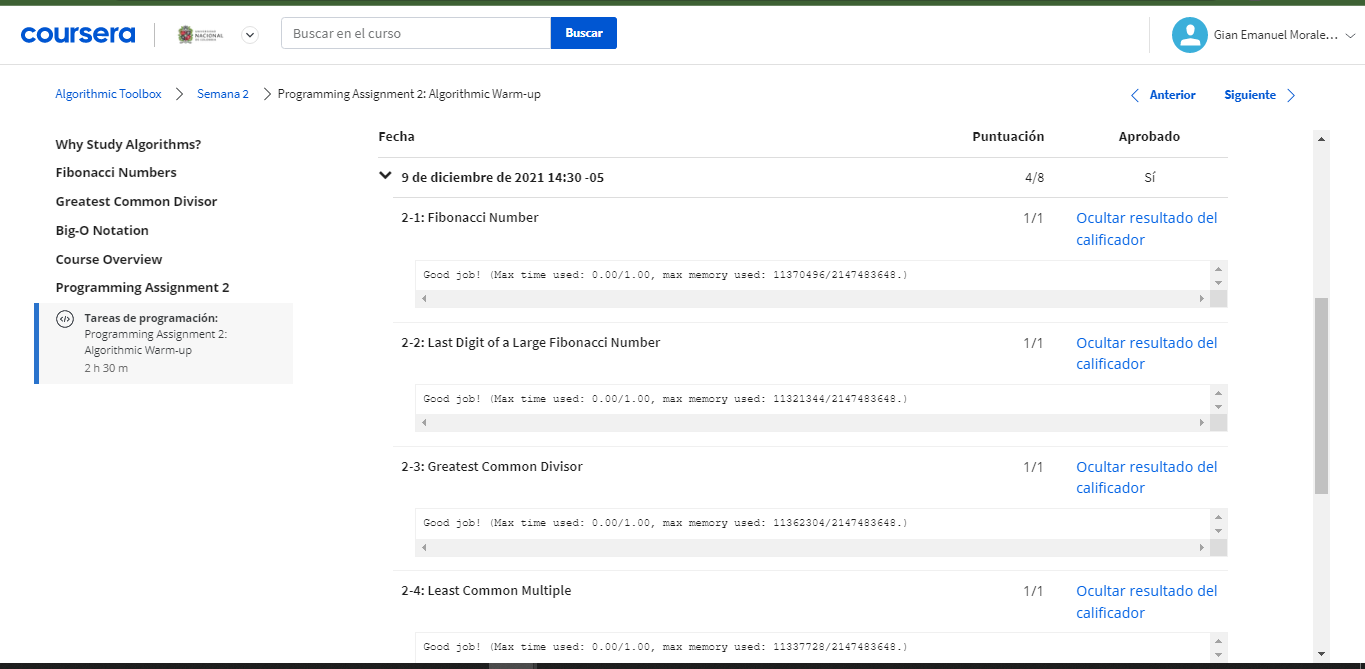 coursera
NACIONAL
Buscar en el curso
Buscar
Gian Emanuel Morale...
Algorithmic Toolbox
Semana 2
Programming Assignment 2: Algorithmic Warm-up
Anterior
Siguiente
Why Study Algorithms?
Fibonacci Numbers
Greatest Common Divisor
Big-O Notation
Course Overview
Programming Assignment 2
Tareas de programación:
Programming Assignment 2:
Algorithmic Warm-up
2 h 30 m
Fecha Puntuación Aprobado
9 de diciembre de 2021 14:30 -05 4/8 Sí
2-1: Fibonacci Number 1/1 Ocultar resultado del
calificador
Good job! (Max time used: 0.00/1.00, max memory used: 11370496/2147483648.)
2-2: Last Digit of a Large Fibonacci Number 1/1 Ocultar resultado del
calificador
Good job! (Max time used: 0.00/1.00, max memory used: 11321344/2147483648.)
2-3: Greatest Common Divisor 1/1 Ocultar resultado del
calificador
Good job! (Max time used: 0.00/1.00, max memory used: 11362304/2147483648.)
2-4: Least Common Multiple 1/1 Ocultar resultado del
calificador
Good job! (Max time used: 0.00/1.00, max memory used: 11337728/2147483648.)